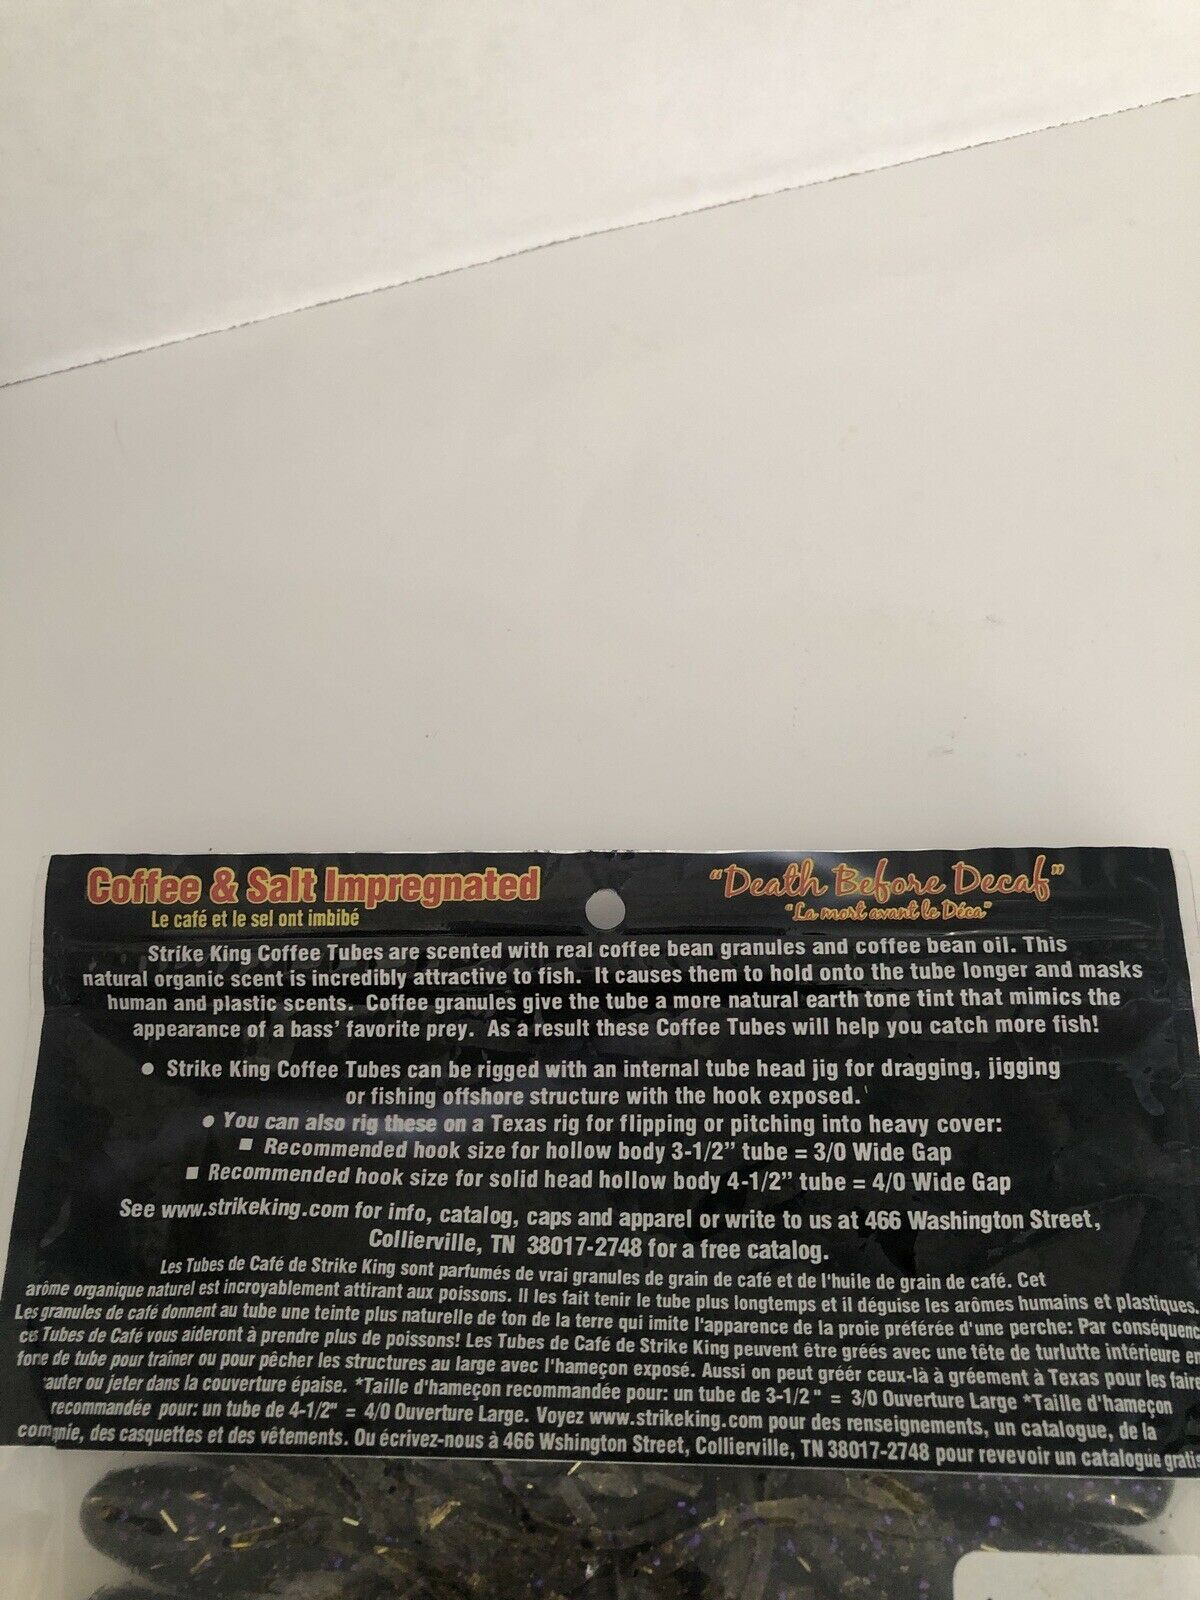 Coffee & Salt Impregnated
Le café et le sel ont imbibé
"Death Before Decaf"
"La mort avant le Déca"
Strike King Coffee Tubes are scented with real coffee bean granules and coffee bean oil. This
natural organic scent is incredibly attractive to fish. It causes them to hold onto the tube longer and masks
human and plastic scents. Coffee granules give the tube a more natural earth tone tint that mimics the
appearance of a bass' favorite prey. As a result these Coffee Tubes will help you catch more fish!
● Strike King Coffee Tubes can be rigged with an internal tube head jig for dragging, jigging
or fishing offshore structure with the hook exposed.
● You can also rig these on a Texas rig for flipping or pitching into heavy cover:
■ Recommended hook size for hollow body 3-1/2" tube = 3/0 Wide Gap
■ Recommended hook size for solid head hollow body 4-1/2" tube = 4/0 Wide Gap
See www.strikeking.com for info, catalog, caps and apparel or write to us at 466 Washington Street,
Collierville, TN 38017-2748 for a free catalog.
Les Tubes de Café de Strike King sont parfumés de vrai granules de grain de café et de l'huile de grain de café. Cet
arôme organique naturel est incroyablement attirant aux poissons. Il les fait tenir le tube plus longtemps et il déguise les arômes humains et plastiques.
Les granules de café donnent au tube une teinte plus naturelle de ton de la terre qui imite l'apparence de la proie préférée d'une perche: Par conséquent
ces Tubes de Café vous aideront à prendre plus de poissons! Les Tubes de Café de Strike King peuvent être gréés avec une tête de turlutte intérieure en
forme de tube pour traîner ou pour pêcher les structures au large avec l'hameçon exposé. Aussi on peut gréér ceux-là à gréement à Texas pour les faire
auter ou jeter dans la couverture épaise. *Taille d'hameçon recommandée pour: un tube de 3-1/2 " = 3/0 Ouverture Large *Taille d'hameçon
recommandée pour: un tube de 4-1/2" = 4/0 Ouverture Large. Voyez www.strikeking.com pour des renseignements, un catalogue, de la
des casquettes et des vêtements. Ou écrivez-nous à 466 Wshington Street, Collierville, TN 38017-2748 pour revevoir un catalogue gratis